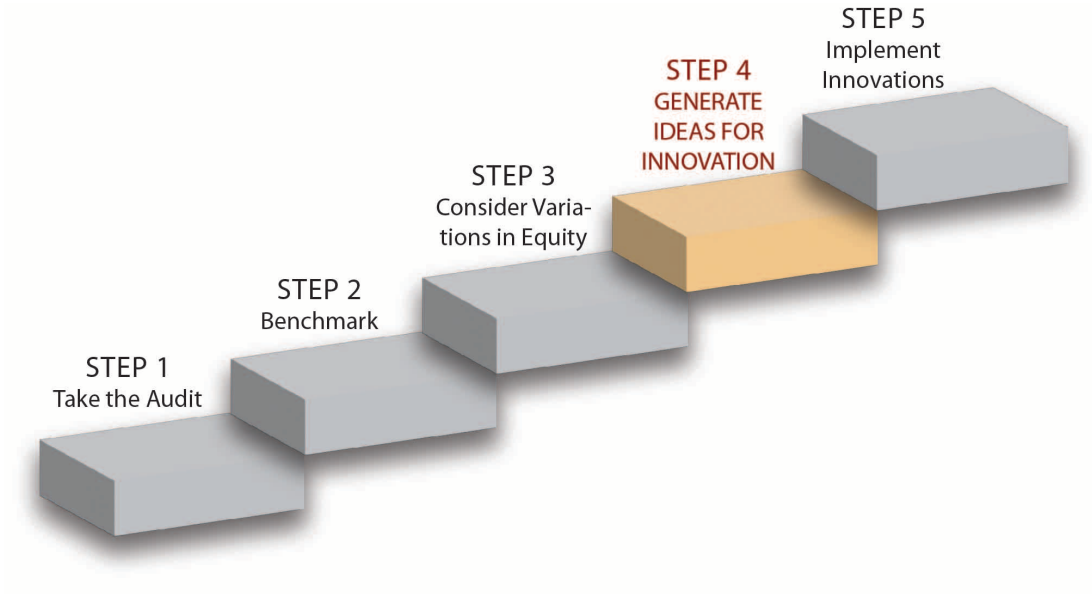 STEP 1
Take the Audit
STEP 2
Benchmark
STEP 3
Consider Varia-
tions in Equity
STEP 4
GENERATE
IDEAS FOR
INNOVATION
STEP 5
Implement
Innovations